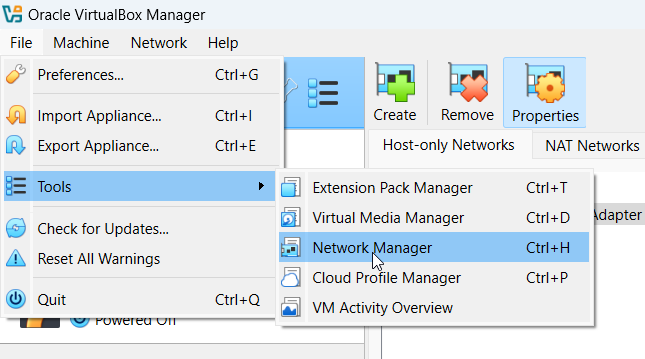 Oracle VirtualBox Manager
File Machine Network Help
Preferences... Ctrl+G
Import Appliance... Ctrl+I
Export Appliance... Ctrl+E
Tools
Check for Updates...
Reset All Warnings
Quit Ctrl+Q
Powered Off
Create Remove Properties
Host-only Networks NAT Networks
Adapter
Extension Pack Manager Ctrl+T
Virtual Media Manager Ctrl+D
Network Manager Ctrl+H
Cloud Profile Manager Ctrl+P
VM Activity Overview